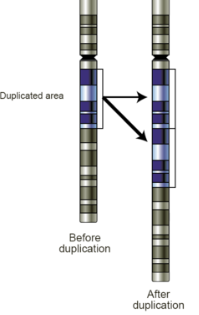 Duplicated area
Before
duplication
After
duplication